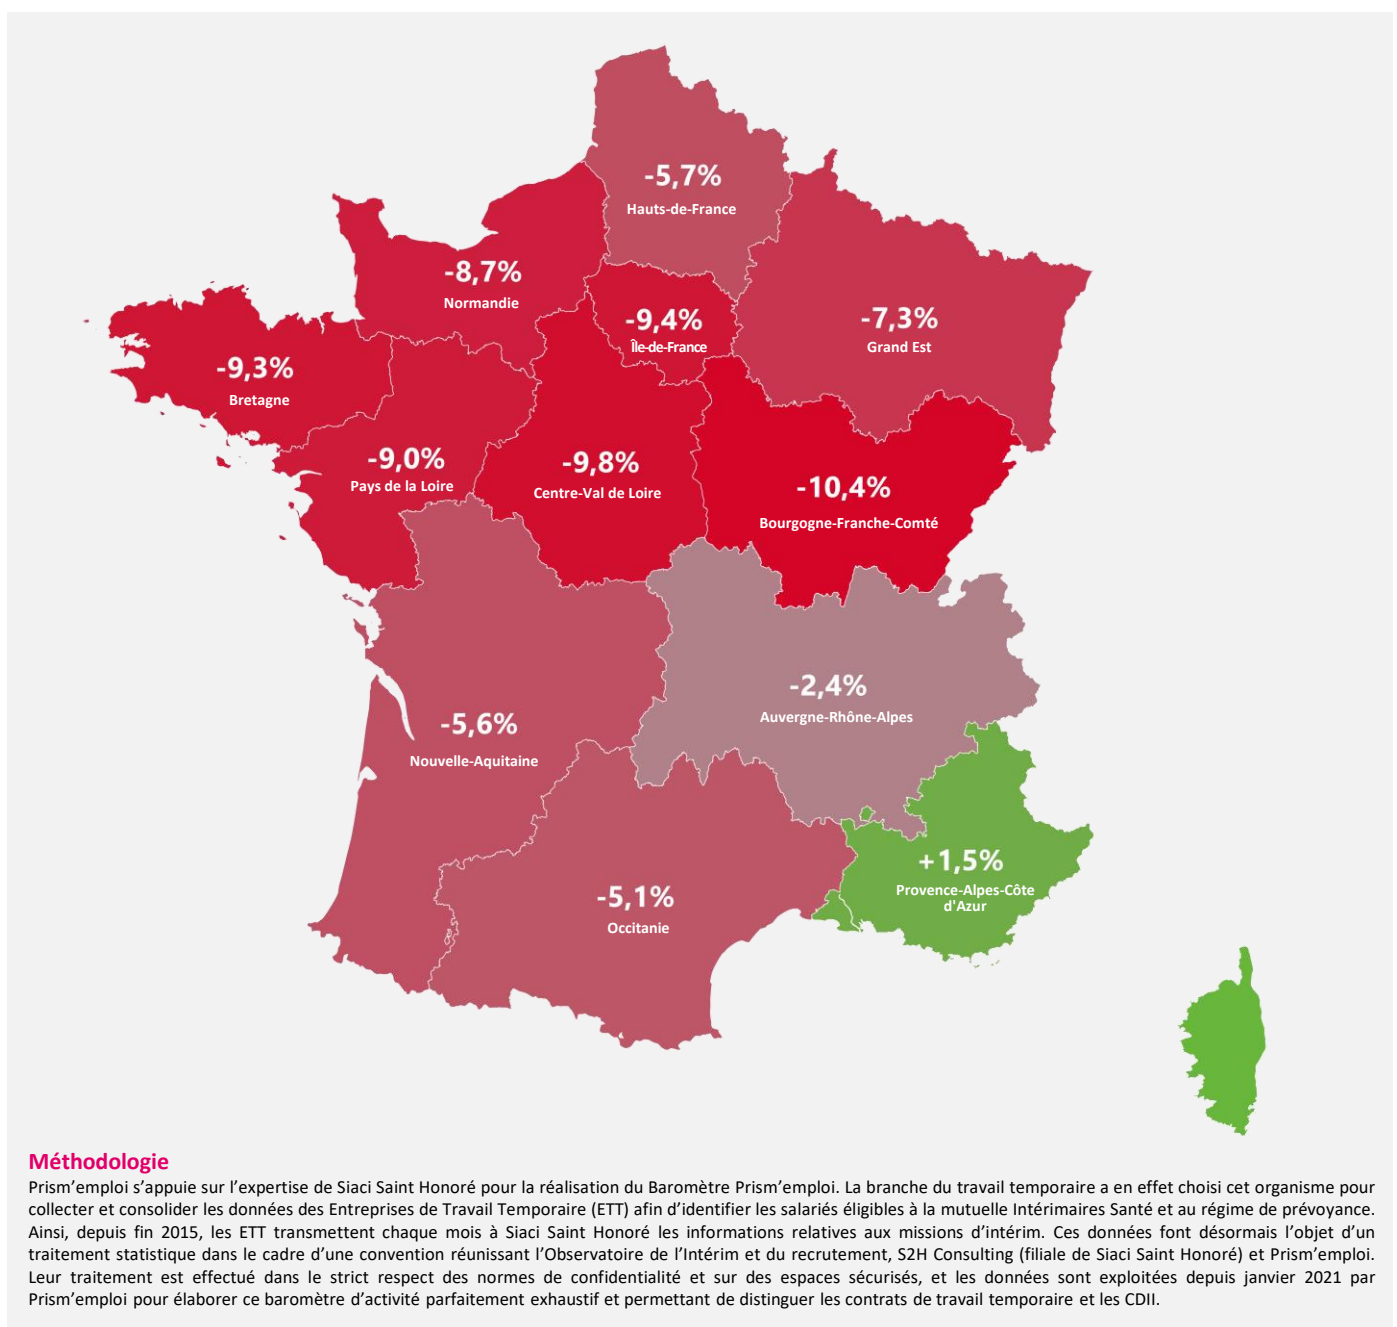 -5,7%
Hauts-de-France
-8,7%
Normandie
-9,4%
Île-de-France
-7,3%
Grand Est
-9,3%
Bretagne
-9,0%
Pays de la Loire
-9,8%
Centre-Val de Loire
-10,4%
Bourgogne-Franche-Comté
-2,4%
Auvergne-Rhône-Alpes
-5,6%
Nouvelle-Aquitaine
+1,5%
Provence-Alpes-Côte
d'Azur
-5,1%
Occitanie
Méthodologie
Prism’emploi s’appuie sur l’expertise de Siaci Saint Honoré pour la réalisation du Baromètre Prism’emploi. La branche du travail temporaire a en effet choisi cet organisme pour
collecter et consolider les données des Entreprises de Travail Temporaire (ETT) afin d’identifier les salariés éligibles à la mutuelle Intérimaires Santé et au régime de prévoyance.
Ainsi, depuis fin 2015, les ETT transmettent chaque mois à Siaci Saint Honoré les informations relatives aux missions d’intérim. Ces données font désormais l’objet d’un
traitement statistique dans le cadre d’une convention réunissant l’Observatoire de l’Intérim et du recrutement, S2H Consulting (filiale de Siaci Saint Honoré) et Prism’emploi.
Leur traitement est effectué dans le strict respect des normes de confidentialité et sur des espaces sécurisés, et les données sont exploitées depuis janvier 2021 par
Prism’emploi pour élaborer ce baromètre d’activité parfaitement exhaustif et permettant de distinguer les contrats de travail temporaire et les CDII.